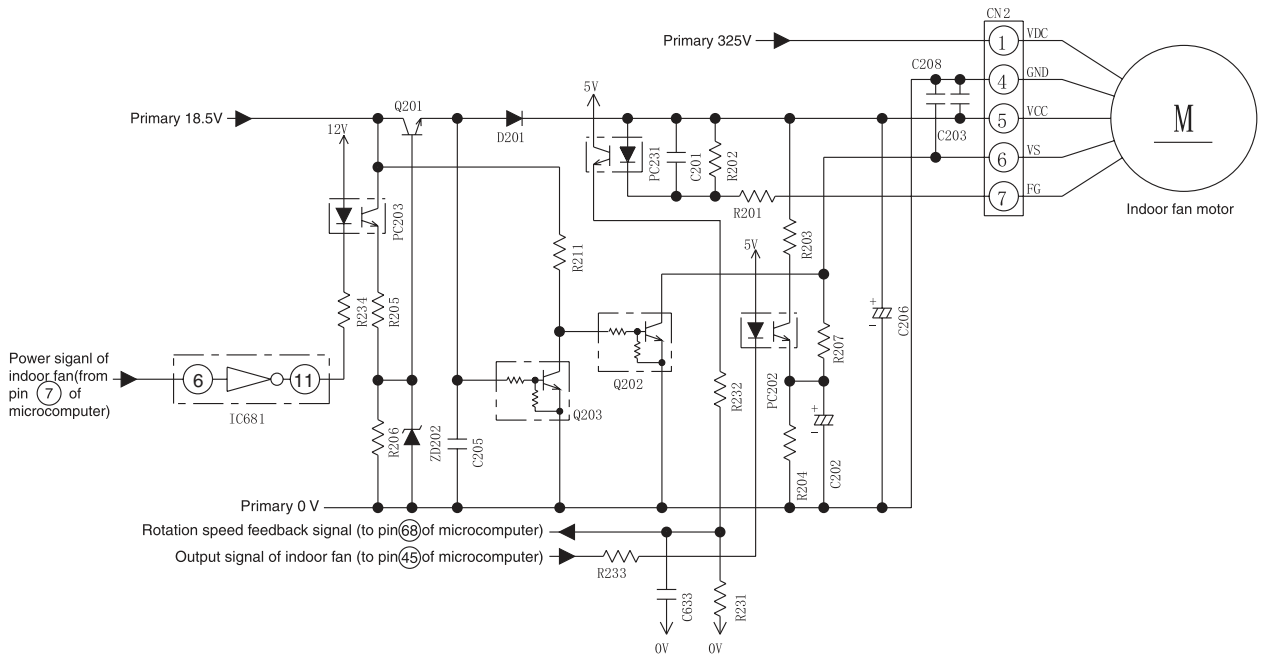 CN2
Primary 325V
1
VDC
C208
4
GND
5V
Q201
Primary 18.5V
12V
D201
C203
5
VCC
M
PC231
C201
R202
6
VS
7
FG
R201
Indoor fan motor
PC203
R211
5V
R203
R234
R205
C206
+
-
R207
Power siganl of
indoor fan(from
pin 7 of
microcomputer)
6
11
IC681
Q202
Q203
R232
PC202
+
-
R206
ZD202
C205
R204
C202
Primary 0 V
Rotation speed feedback signal (to pin 68 of microcomputer)
Output signal of indoor fan (to pin 45 of microcomputer)
R233
C633
R231
0V
0V